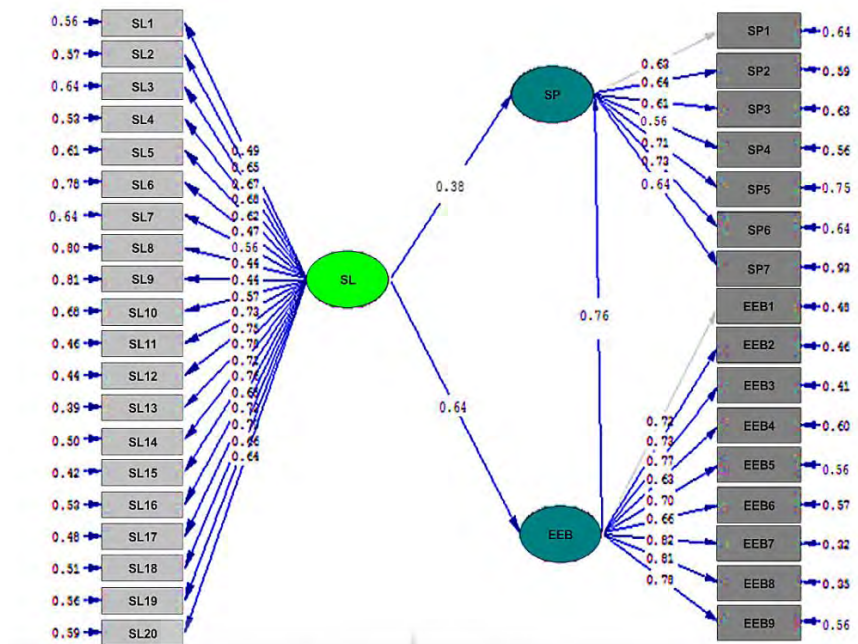 0.56 SL1
0.57 SL2
0.64 SL3
0.53 SL4
0.61 SL5
0.78 SL6
0.64 SL7
0.80 SL8
0.81 SL9
0.68 SL10
0.46 SL11
0.44 SL12
0.39 SL13
0.50 SL14
0.42 SL15
0.53 SL16
0.48 SL17
0.51 SL18
0.56 SL19
0.59 SL20
0.49
0.65
0.67
0.68
0.62
0.47
0.56
0.44
0.44
0.57
0.73
0.75
0.64
SL
0.38
0.64
SP
0.76
EEB
0.63
0.64
0.61
0.56
0.71
0.73
0.64
SP1 0.64
SP2 0.59
SP3 0.63
SP4 0.56
SP5 0.75
SP6 0.64
SP7 0.93
0.72
0.73
0.77
0.63
0.70
0.66
0.82
0.81
0.78
EEB1 0.48
EEB2 0.46
EEB3 0.41
EEB4 0.60
EEB5 0.56
EEB6 0.57
EEB7 0.32
EEB8 0.35
EEB9 0.56